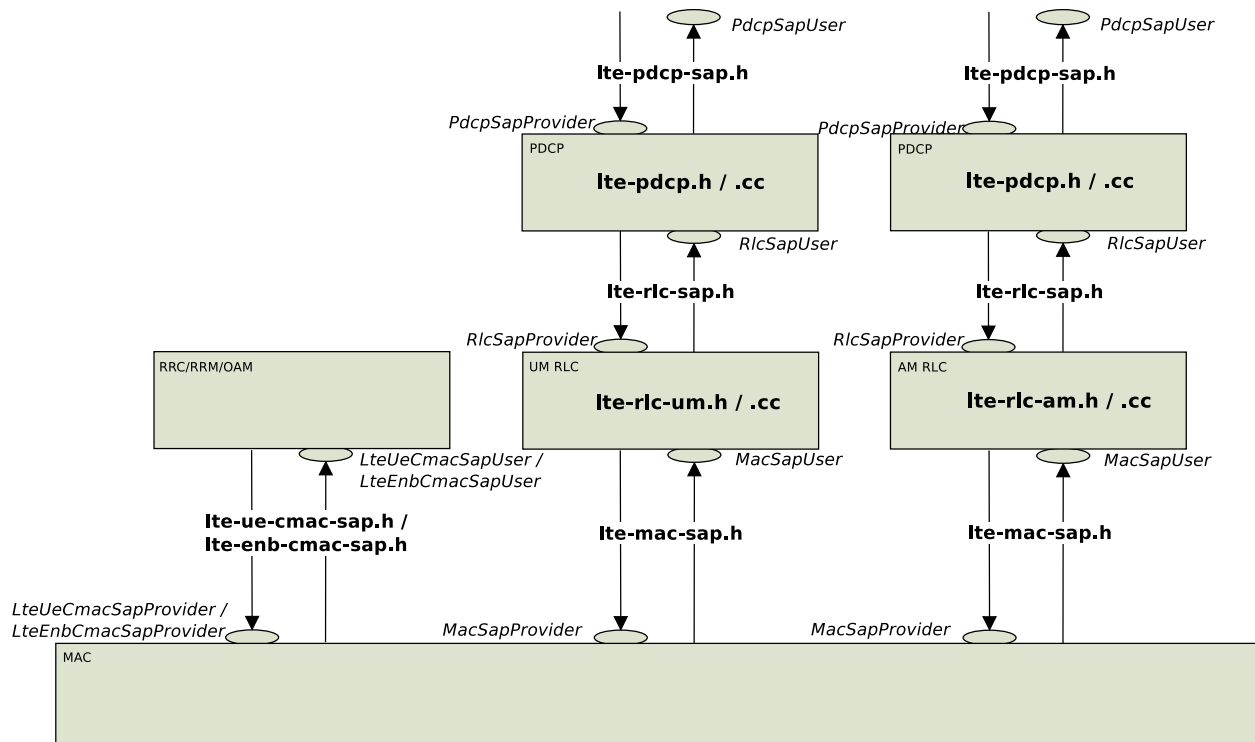 PdcpSapUser
PdcpSapUser
lte-pdcp-sap.h
lte-pdcp-sap.h
PdcpSapProvider
PdcpSapProvider
PDCP
PDCP
lte-pdcp.h / .cc
lte-pdcp.h / .cc
RlcSapUser
RlcSapUser
lte-rlc-sap.h
lte-rlc-sap.h
RlcSapProvider
RlcSapProvider
RRC/RRM/OAM
UM RLC
AM RLC
lte-rlc-um.h / .cc
lte-rlc-am.h / .cc
LteUeCmacSapUser /
LteEnbCmacSapUser
MacSapUser
MacSapUser
lte-ue-cmac-sap.h /
lte-enb-cmac-sap.h
lte-mac-sap.h
lte-mac-sap.h
LteUeCmacSapProvider /
LteEnbCmacSapProvider
MacSapProvider
MacSapProvider
MAC